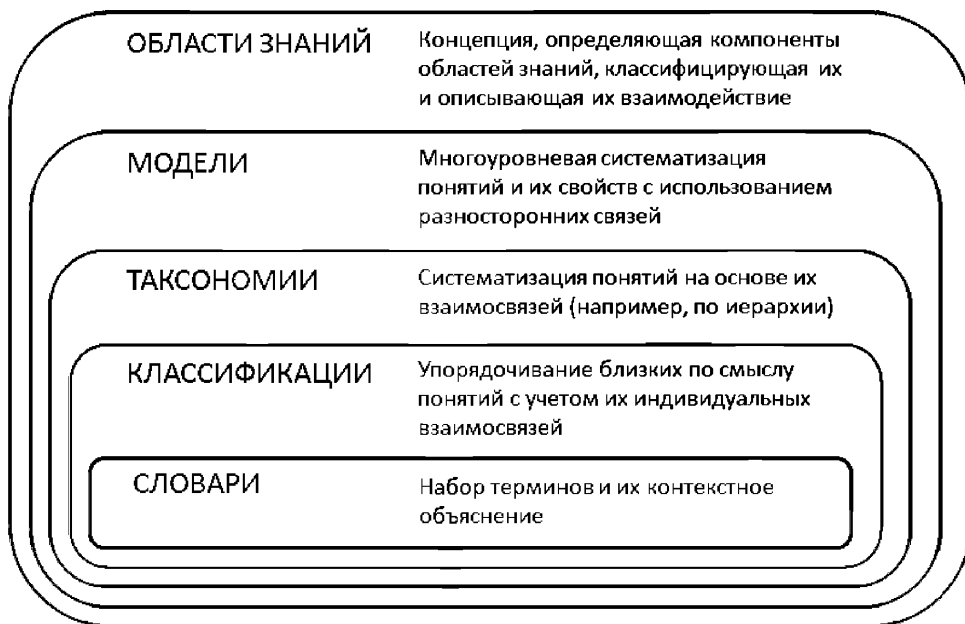 ОБЛАСТИ ЗНАНИЙ
Концепция, определяющая компоненты
областей знаний, классифицирующая их
и описывающая их взаимодействие
МОДЕЛИ
Многоуровневая систематизация
понятий и их свойств с использованием
разносторонних связей
ТАКСОНОМИИ
Систематизация понятий на основе их
взаимосвязей (например, по иерархии)
КЛАССИФИКАЦИИ
Упорядочивание близких по смыслу
понятий с учетом их индивидуальных
взаимосвязей
СЛОВАРИ
Набор терминов и их контекстное
объяснение